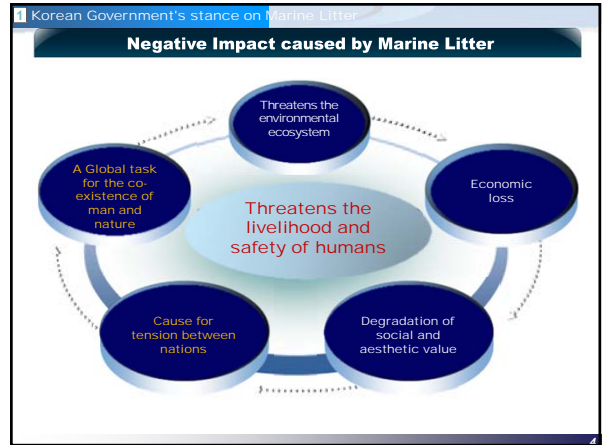 1 Korean Government's stance on Marine Litter
Negative Impact caused by Marine Litter
Threatens the
environmental
ecosystem
Economic
loss
Degradation of
social and
aesthetic value
Cause for
tension between
nations
A Global task
for the co-
existence of
man and
nature
Threatens the
livelihood and
safety of humans
4